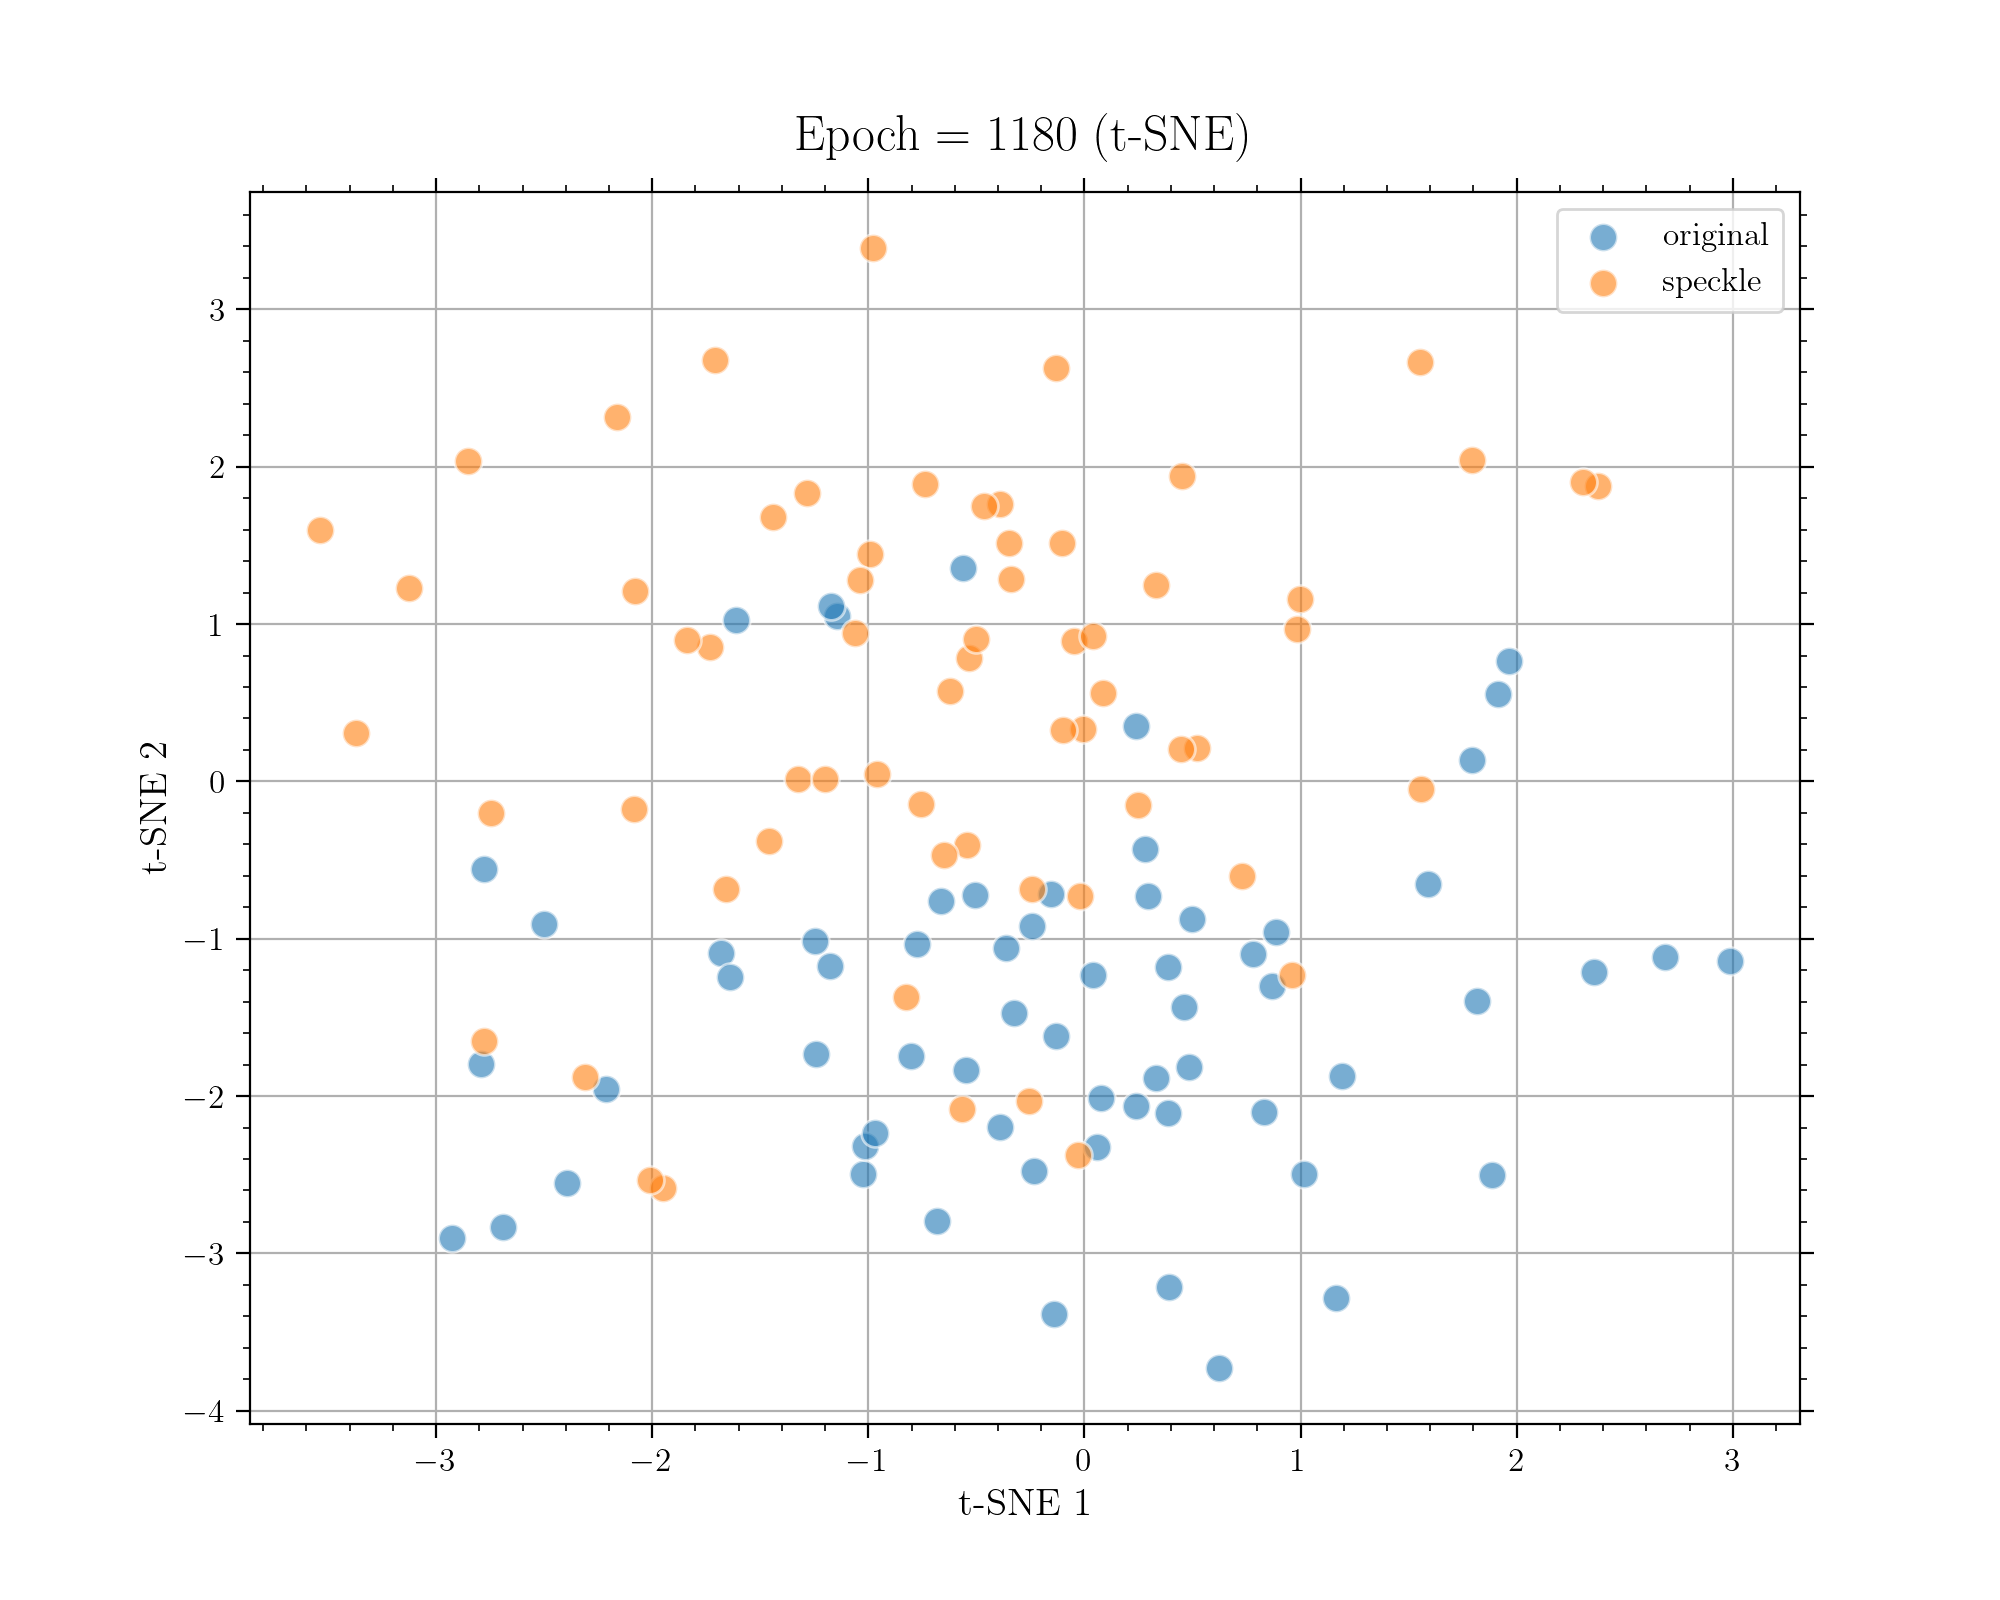 Epoch = 1180 (t-SNE)
original
speckle
3
2
1
0
−1
−2
−3
−4
t-SNE 2
−3 −2 −1 0 1 2 3
t-SNE 1